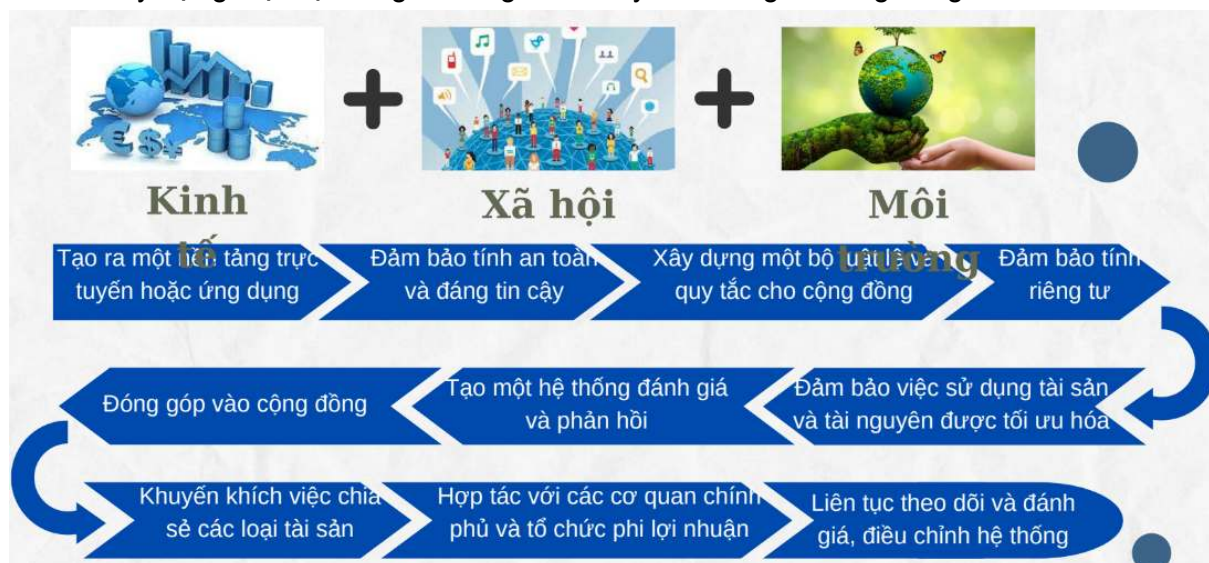 Kinh
tế
Xã hội
Môi
trường
Tạo ra một nền tảng trực
tuyến hoặc ứng dụng
Đảm bảo tính an toàn
và đáng tin cậy
Xây dựng một bộ luật lệ và
quy tắc cho cộng đồng
Đảm bảo tính
riêng tư
Đảm bảo việc sử dụng tài sản
và tài nguyên được tối ưu hóa
Tạo một hệ thống đánh giá
và phản hồi
Đóng góp vào cộng đồng
Khuyến khích việc chia
sẻ các loại tài sản
Hợp tác với các cơ quan chính
phủ và tổ chức phi lợi nhuận
Liên tục theo dõi và đánh
giá, điều chỉnh hệ thống